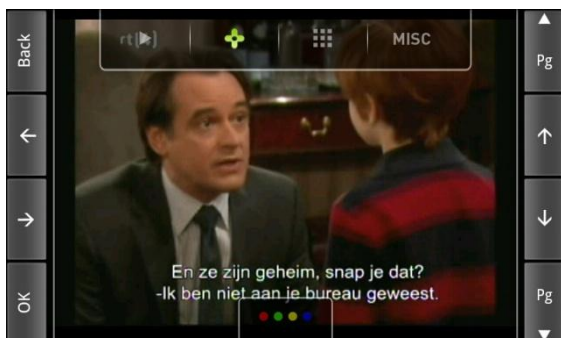 Back
rt
MISC
Pg
En ze zijn geheim, snap je dat?
-Ik ben niet aan je bureau geweest.
OK
Pg